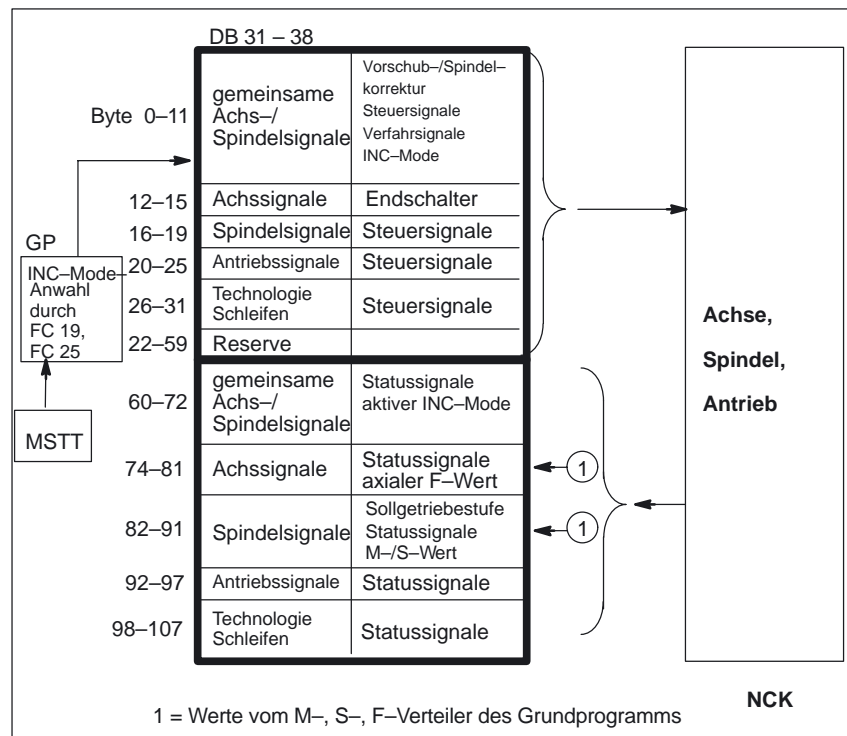 DB 31 – 38
Byte 0–11
gemeinsame
Achs–/
Spindelsignale
Vorschub–/Spindel–
korrektur
Steuersignale
Verfahrsignale
INC–Mode
12–15 Achssignale Endschalter
16–19 Spindelsignale Steuersignale
20–25 Antriebssignale Steuersignale
26–31
Technologie
Schleifen
Steuersignale
22–59 Reserve
GP
INC–Mode–
Anwahl
durch
FC 19,
FC 25
MSTT
60–72
gemeinsame
Achs–/
Spindelsignale
Statussignale
aktiver INC–Mode
74–81 Achssignale
Statussignale
axialer F–Wert
1
82–91 Spindelsignale
Sollgetriebestufe
Statussignale
M–/S–Wert
1
92–97 Antriebssignale Statussignale
98–107
Technologie
Schleifen
Statussignale
Achse,
Spindel,
Antrieb
NCK
1 = Werte vom M–, S–, F–Verteiler des Grundprogramms